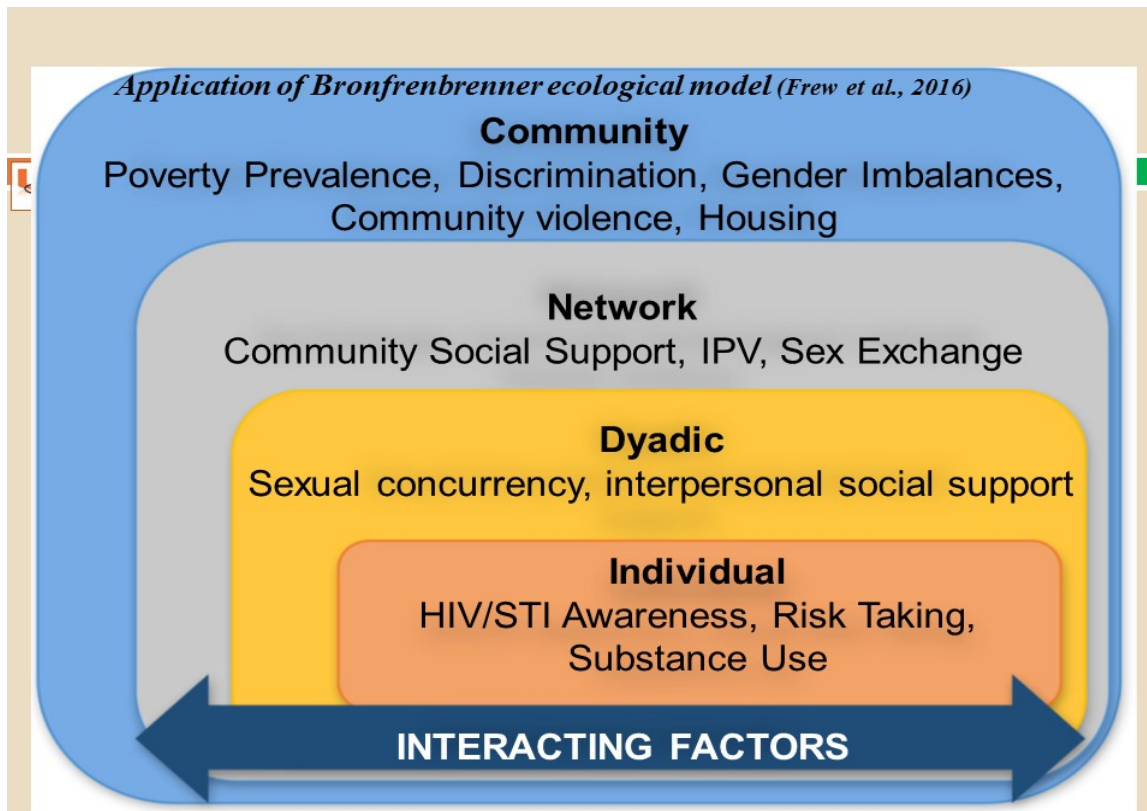 Application of Bronfrenbrenner ecological model (Frew et al., 2016)
Community
Poverty Prevalence, Discrimination, Gender Imbalances,
Community violence, Housing
Network
Community Social Support, IPV, Sex Exchange
Dyadic
Sexual concurrency, interpersonal social support
Individual
HIV/STI Awareness, Risk Taking,
Substance Use
INTERACTING FACTORS